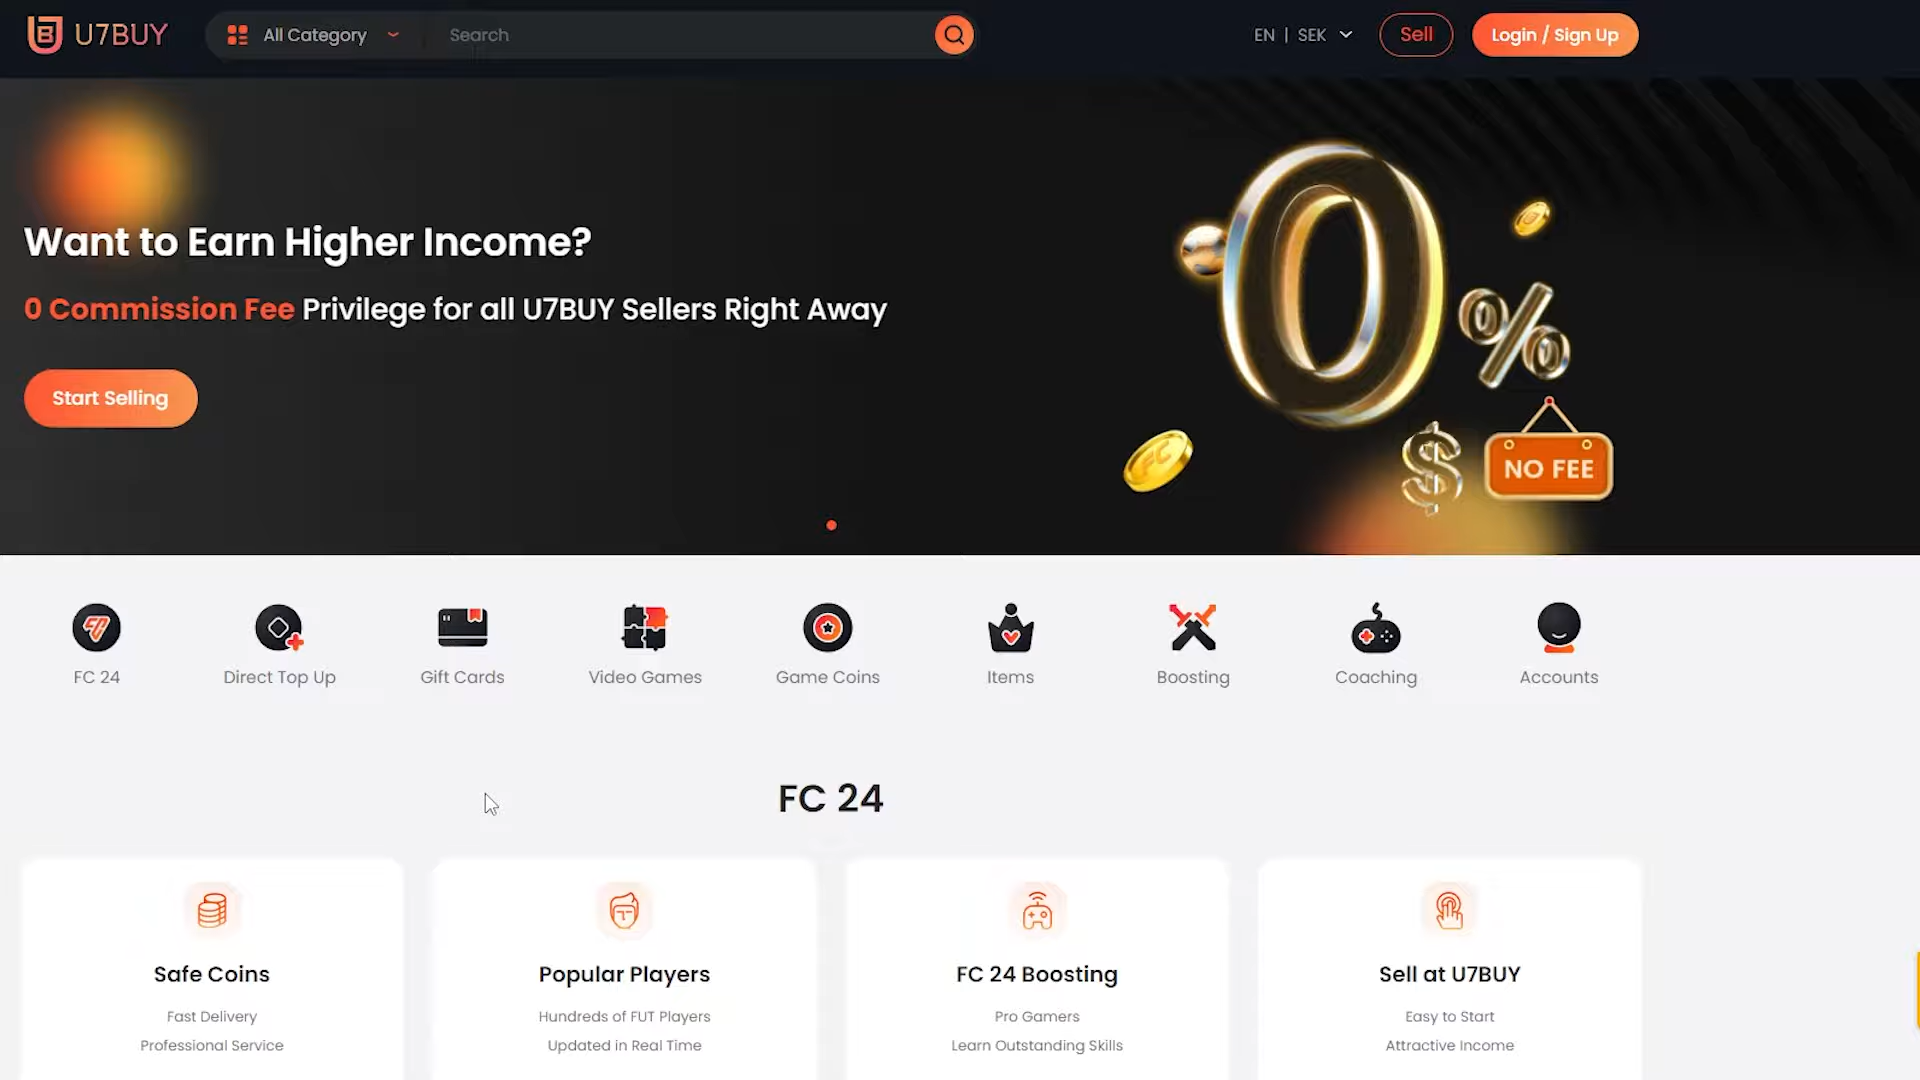 U7BUY
All Category
Search
EN | SEK
Sell
Login / Sign Up
Want to Earn Higher Income?
0 Commission Fee Privilege for all U7BUY Sellers Right Away
Start Selling
0%
FC
$
NO FEE
FC 24
Direct Top Up
Gift Cards
Video Games
Game Coins
Items
Boosting
Coaching
Accounts
FC 24
Safe Coins
Fast Delivery
Professional Service
Popular Players
Hundreds of FUT Players
Updated in Real Time
FC 24 Boosting
Pro Gamers
Learn Outstanding Skills
Sell at U7BUY
Easy to Start
Attractive Income